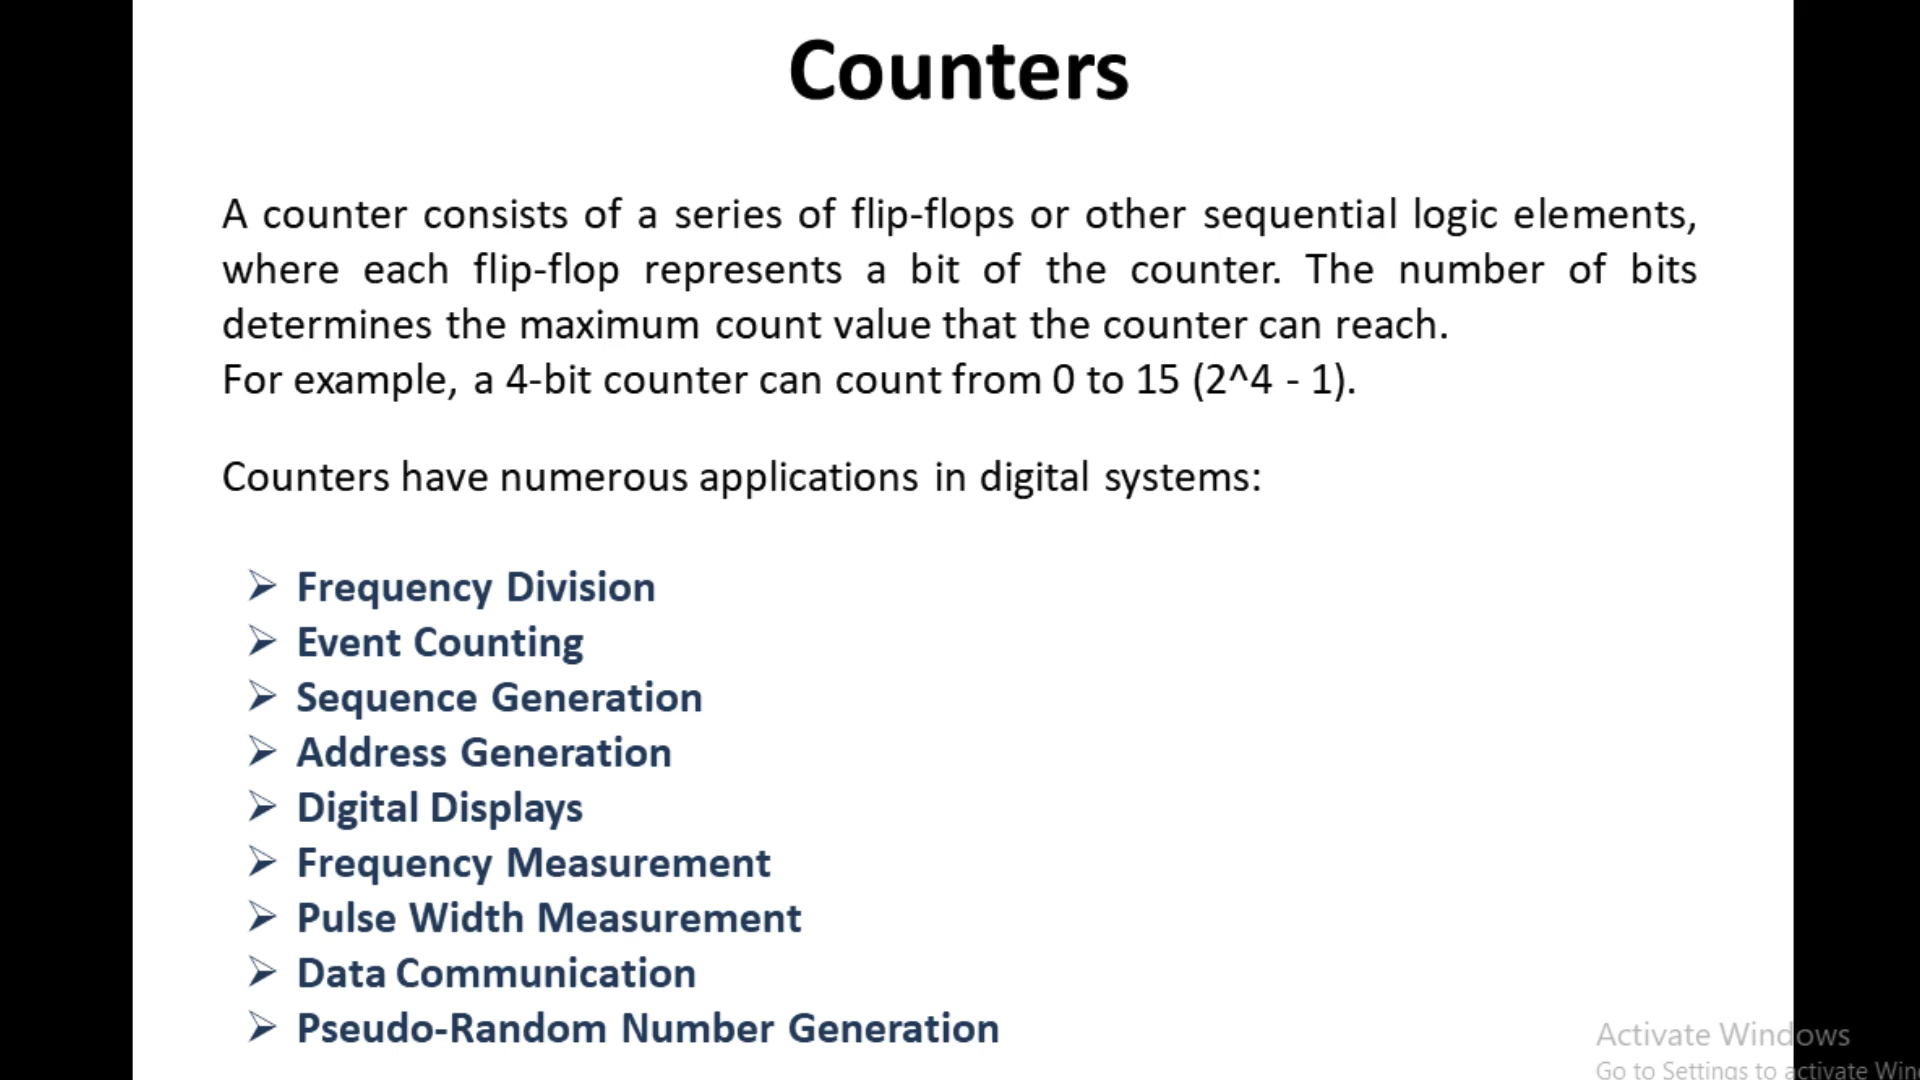 Counters
A counter consists of a series of flip-flops or other sequential logic elements,
where each flip-flop represents a bit of the counter. The number of bits
determines the maximum count value that the counter can reach.
For example, a 4-bit counter can count from 0 to 15 (2^4 - 1).
Counters have numerous applications in digital systems:
➢ Frequency Division
➢ Event Counting
➢ Sequence Generation
➢ Address Generation
➢ Digital Displays
➢ Frequency Measurement
➢ Pulse Width Measurement
➢ Data Communication
➢ Pseudo-Random Number Generation
Activate Windows
Go to Settings to activate Win